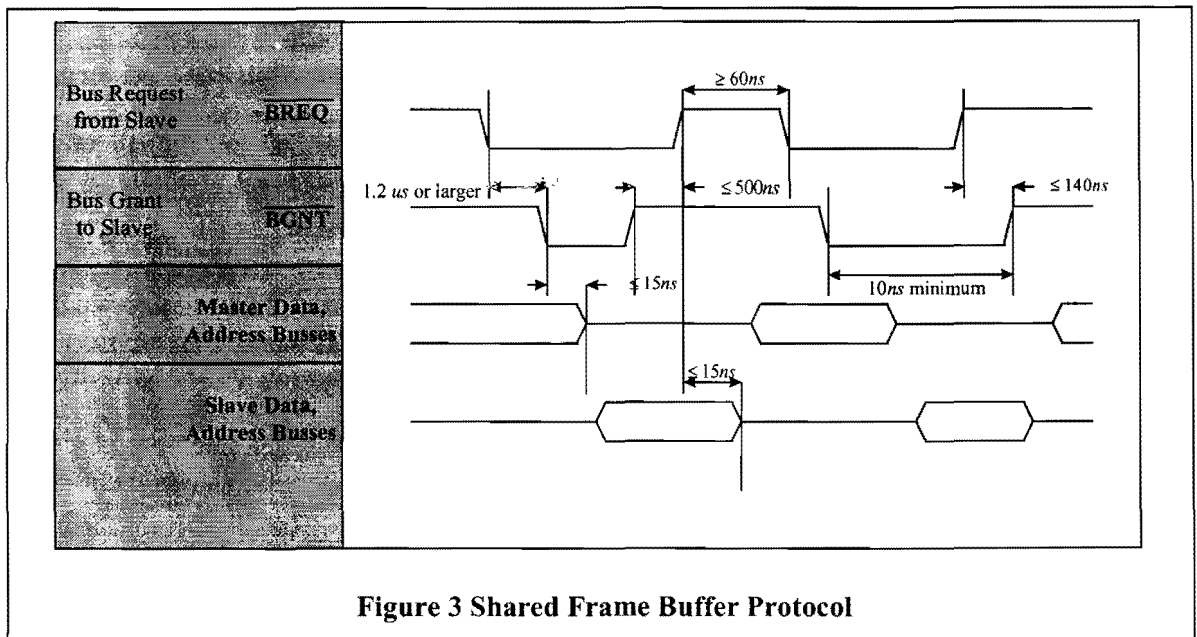 ≥ 60ns
Bus Request
from Slave
BREQ
1.2 us or larger
≤ 500ns
≤ 140ns
Bus Grant
to Slave
BGNT
≤ 15ns
10ns minimum
Master Data,
Address Busses
≤ 15ns
Slave Data,
Address Busses
Figure 3 Shared Frame Buffer Protocol